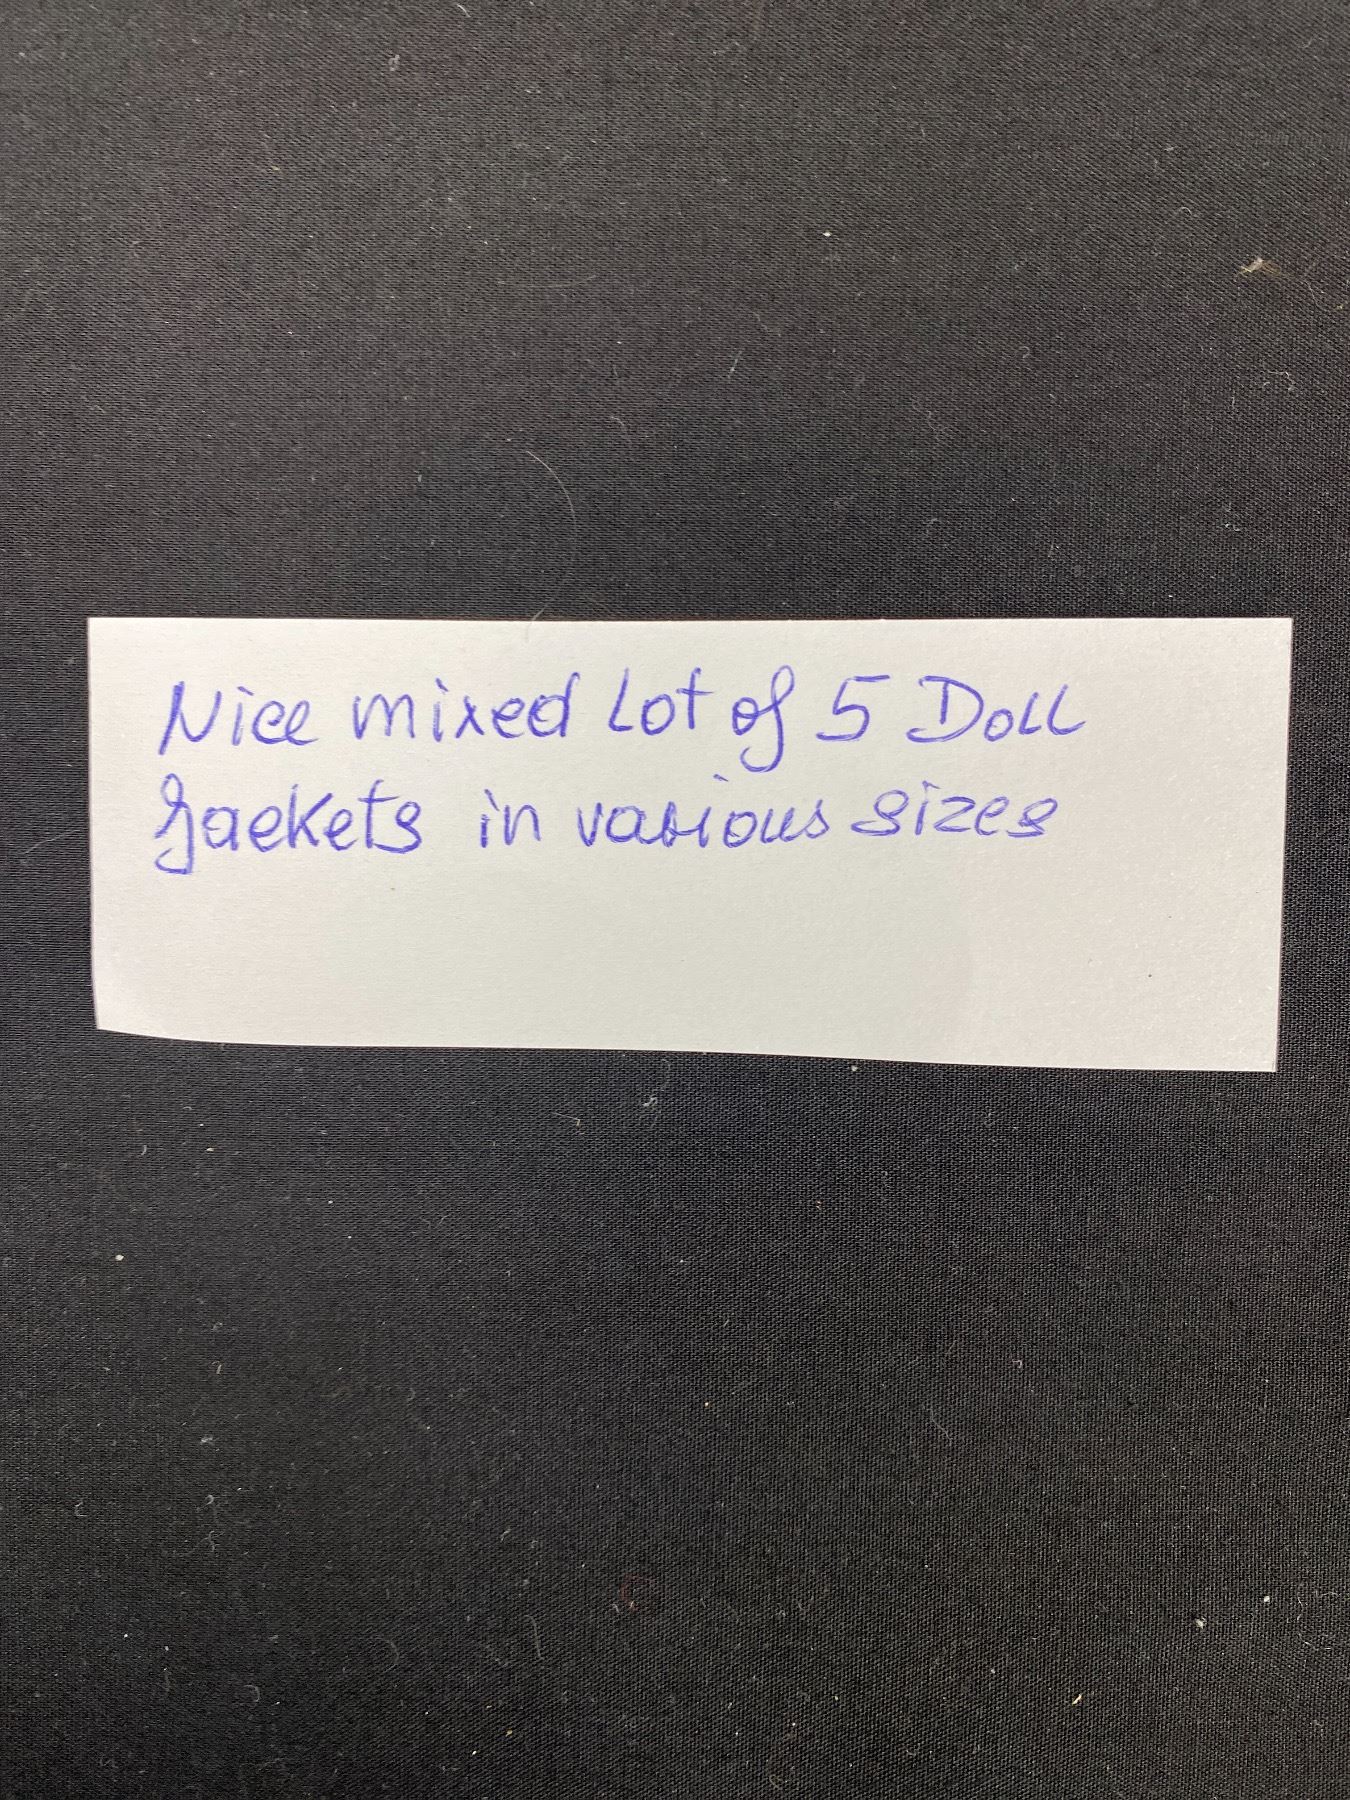 Nice mixed Lot of 5 Doll
Jackets in various sizes